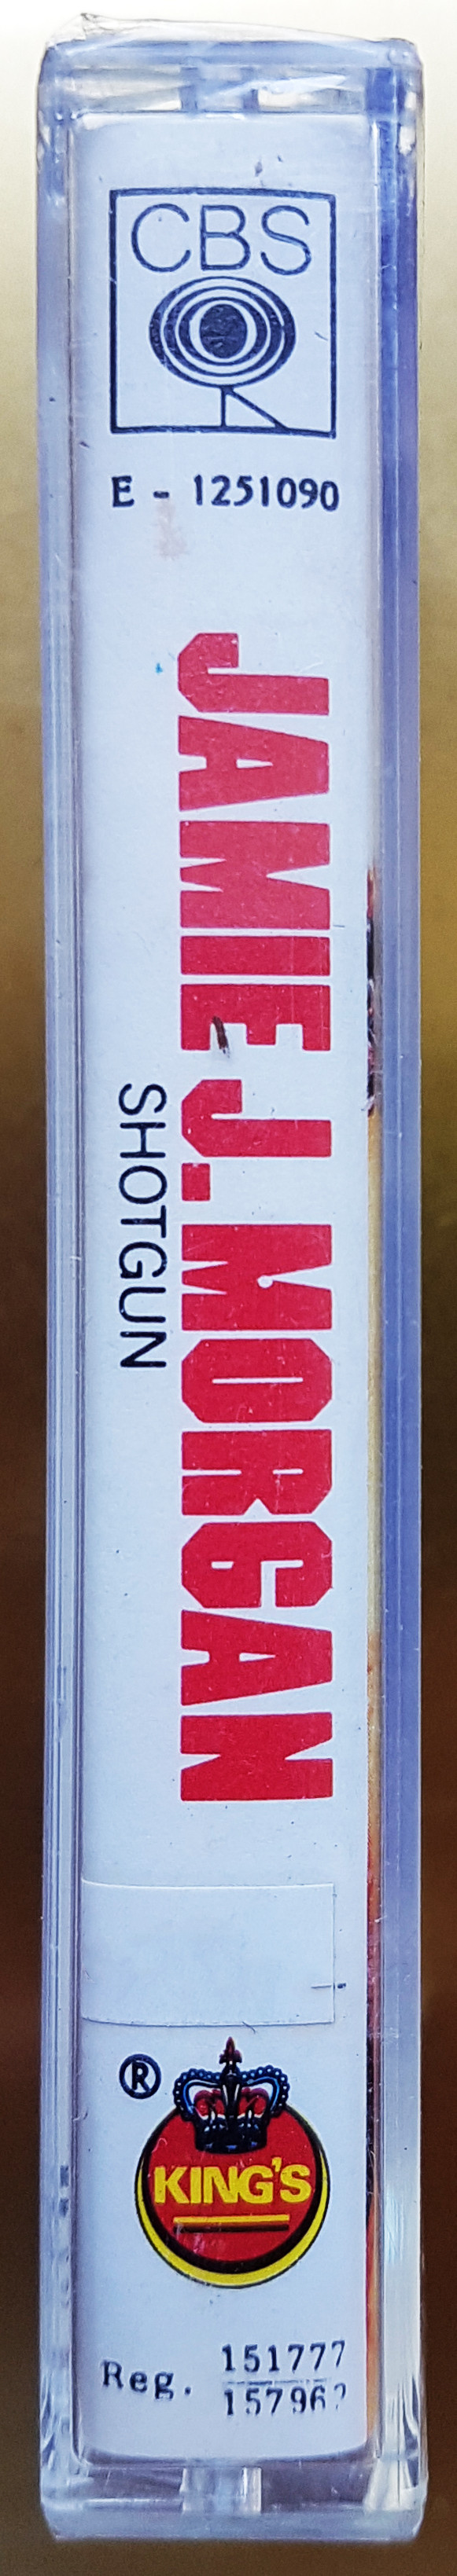 CBS
E - 1251090
JAMIE J. MORGAN
SHOTGUN
®
KING'S
Reg. 151777